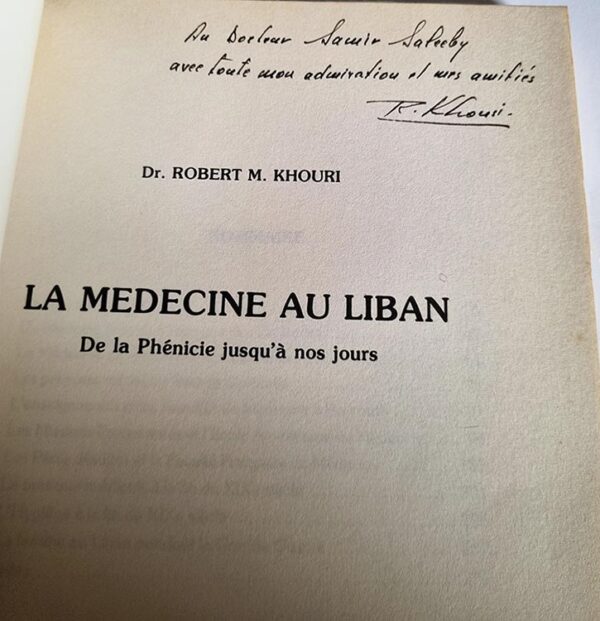 Au Docteur Samir Saleeby
avec toute mon admiration et mes amitiés
R. Khouri.
Dr. ROBERT M. KHOURI
LA MEDECINE AU LIBAN
De la Phénicie jusqu'à nos jours